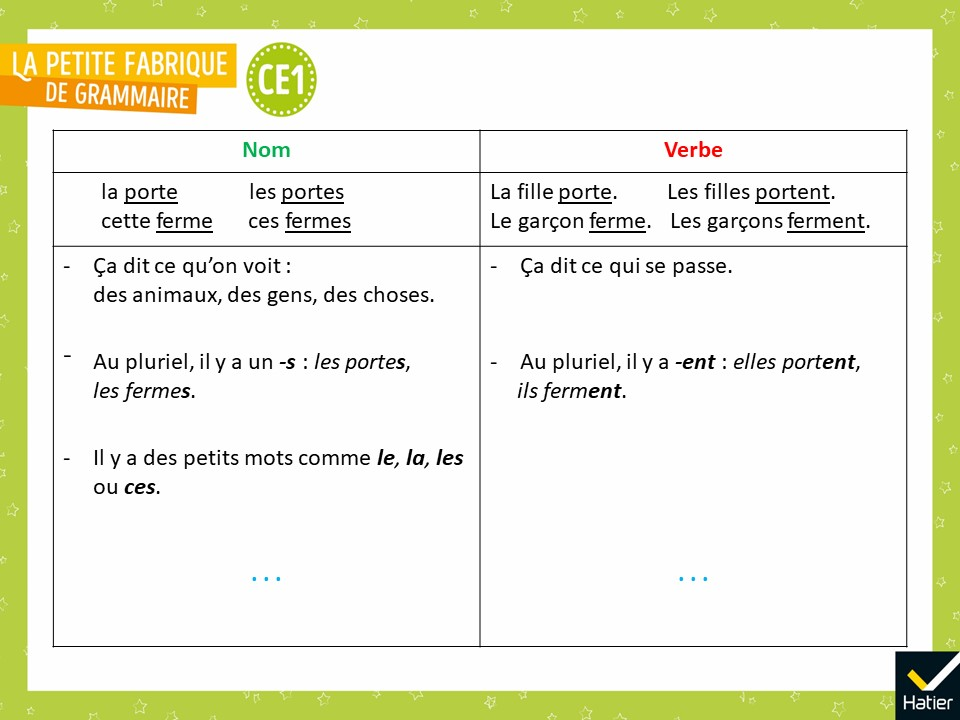 LA PETITE FABRIQUE
DE GRAMMAIRE
CE1
Nom
Verbe
la porte les portes
cette ferme ces fermes
La fille porte. Les filles portent.
Le garçon ferme. Les garçons ferment.
- Ça dit ce qu’on voit :
des animaux, des gens, des choses.
- Au pluriel, il y a un -s : les portes,
les fermes.
- Il y a des petits mots comme le, la, les
ou ces.
...
- Ça dit ce qui se passe.
- Au pluriel, il y a -ent : elles portent,
ils ferment.
...
Hatier